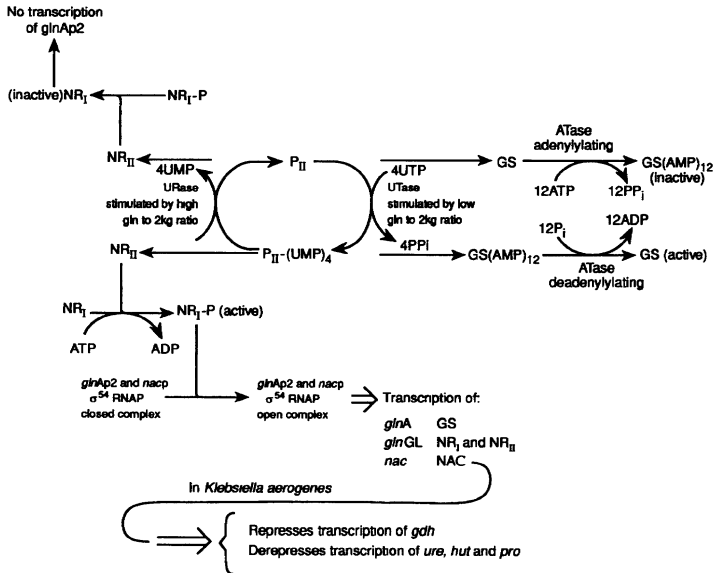 No transcription
of glnAp2
(inactive)NRI
NRI-P
NRII
4UMP
PII
4UTP
GS
ATase
adenylylating
GS(AMP)12
(inactive)
12ATP
12PPi
URase
stimulated by high
gln to 2kg ratio
UTase
stimulated by low
gln to 2kg ratio
NRII
PII-(UMP)4
4PPi
12Pi
12ADP
GS(AMP)12
GS (active)
ATase
deadenylylating
NRI
NRI-P (active)
ATP
ADP
glnAp2 and nacp
σ54 RNAP
closed complex
glnAp2 and nacp
σ54 RNAP
open complex
Transcription of:
glnA GS
glnGL NRI and NRII
nac NAC
In Klebsiella aerogenes
Represses transcription of gdh
Derepresses transcription of ure, hut and pro